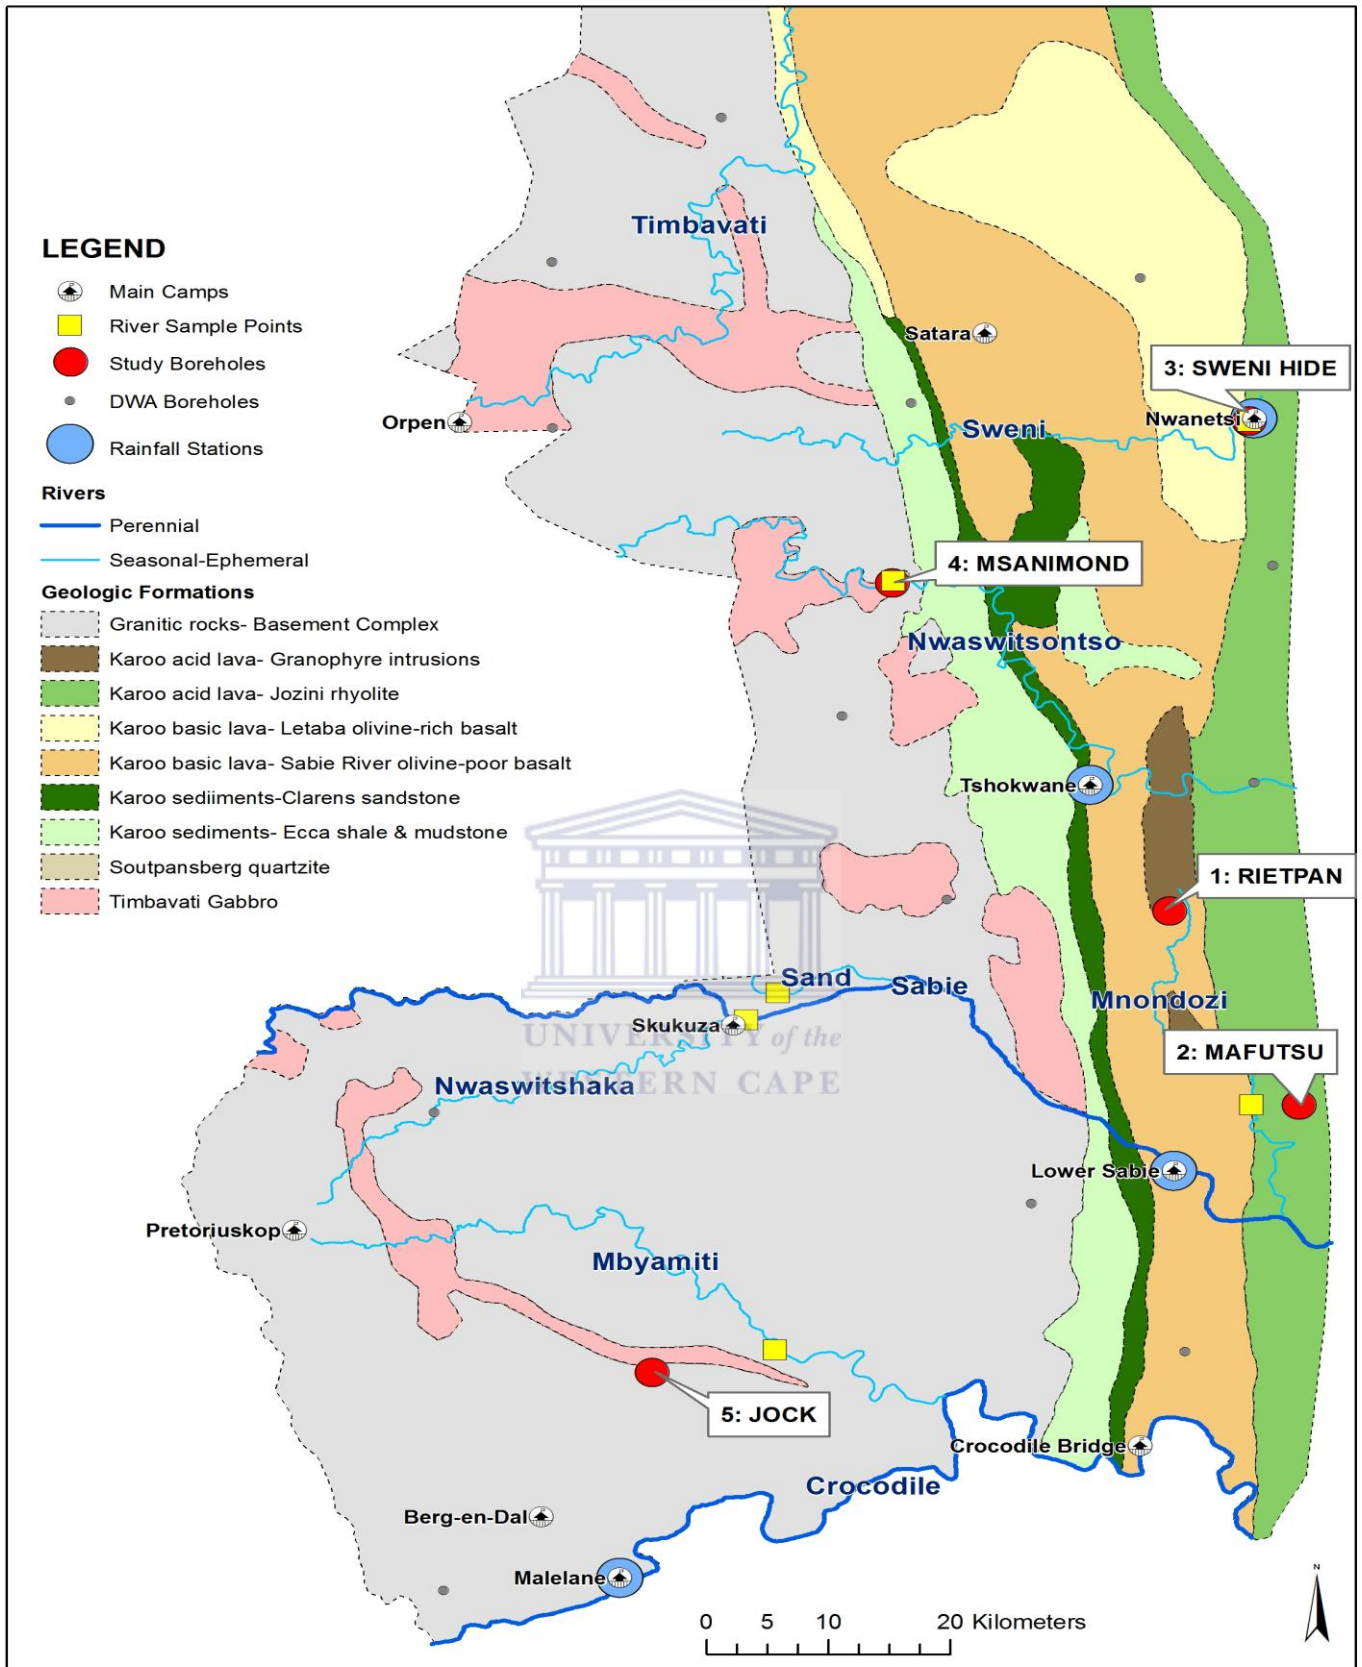 LEGEND
Main Camps
River Sample Points
Study Boreholes
DWA Boreholes
Rainfall Stations
Rivers
Perennial
Seasonal-Ephemeral
Geologic Formations
Granitic rocks- Basement Complex
Karoo acid lava- Granophyre intrusions
Karoo acid lava- Jozini rhyolite
Karoo basic lava- Letaba olivine-rich basalt
Karoo basic lava- Sabie River olivine-poor basalt
Karoo sediiments-Clarens sandstone
Karoo sediments- Ecca shale & mudstone
Soutpansberg quartzite
Timbavati Gabbro
Timbavati
Satara
3: SWENI HIDE
Orpen
Nwanetsi
Sweni
4: MSANIMOND
Nwaswitsontso
Tshokwane
1: RIETPAN
Sand
Sabie
Mnondozi
Skukuza
UNIVERSITY of the
WESTERN CAPE
2: MAFUTSU
Nwaswitshaka
Lower Sabie
Pretoriuskop
Mbyamiti
5: JOCK
Crocodile Bridge
Crocodile
Berg-en-Dal
Malelane
N
0 5 10 20 Kilometers